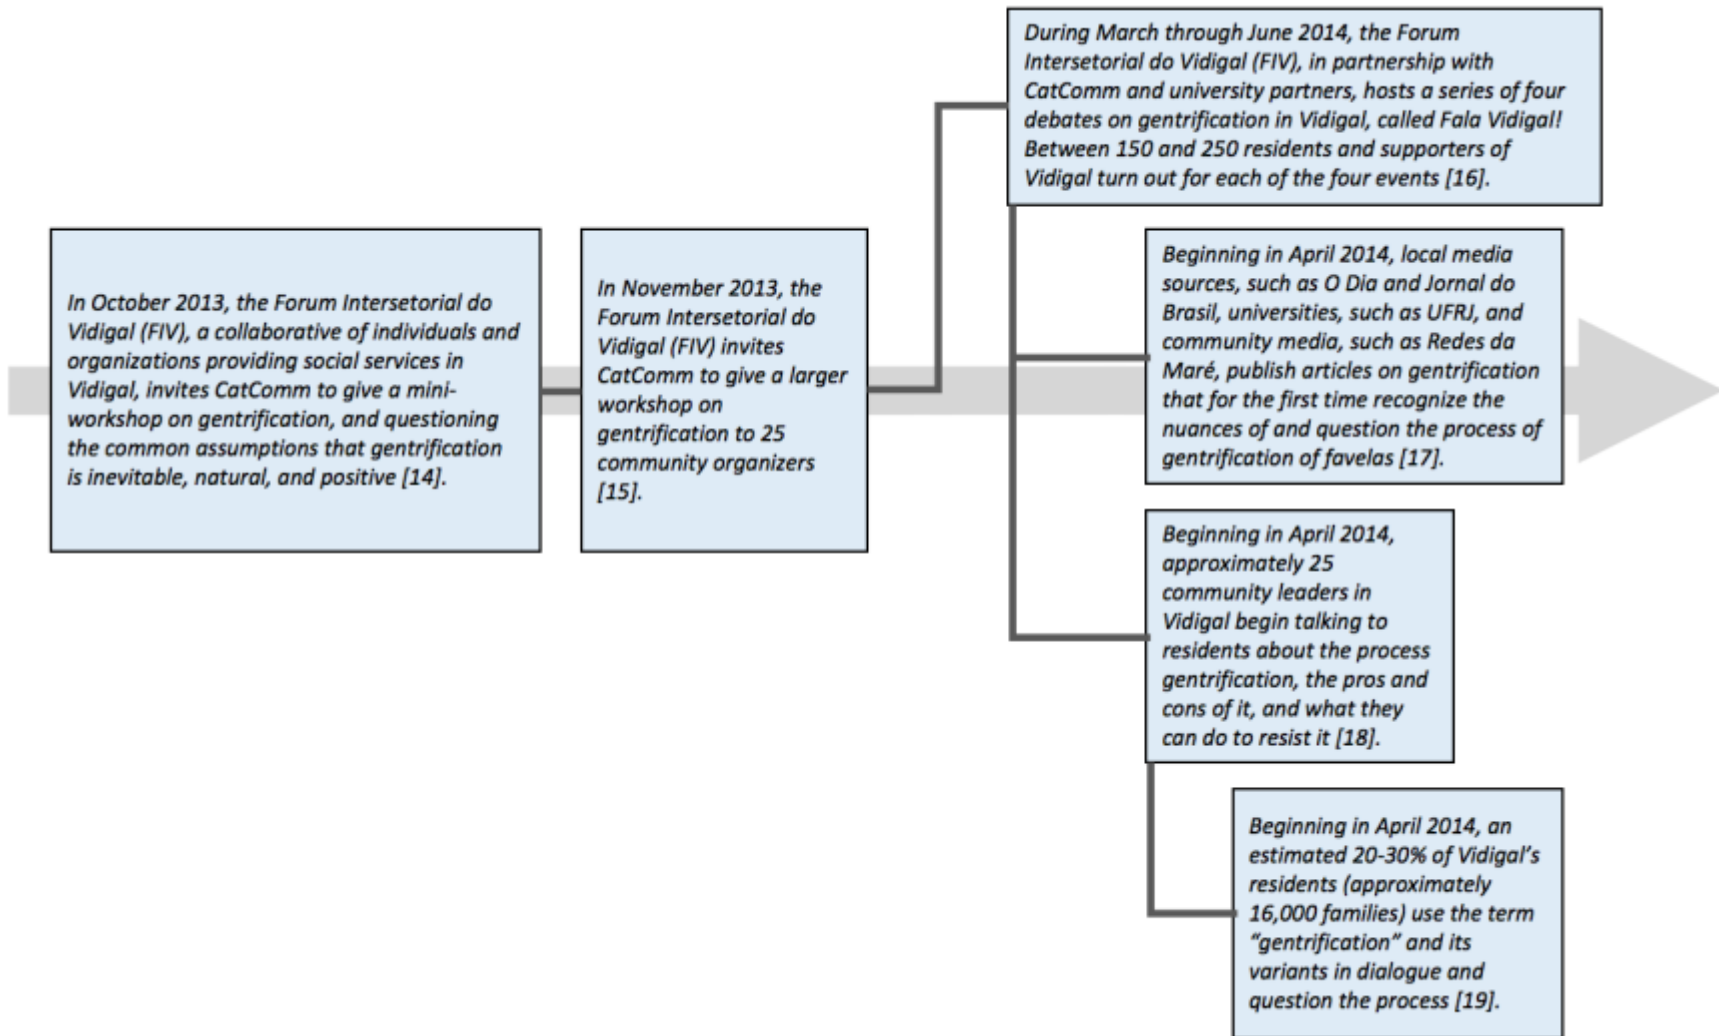 During March through June 2014, the Forum
Intersetorial do Vidigal (FIV), in partnership with
CatComm and university partners, hosts a series of four
debates on gentrification in Vidigal, called Fala Vidigal!
Between 150 and 250 residents and supporters of
Vidigal turn out for each of the four events [16].
In October 2013, the Forum Intersetorial do
Vidigal (FIV), a collaborative of individuals and
organizations providing social services in
Vidigal, invites CatComm to give a mini-
workshop on gentrification, and questioning
the common assumptions that gentrification
is inevitable, natural, and positive [14].
In November 2013, the
Forum Intersetorial do
Vidigal (FIV) invites
CatComm to give a larger
workshop on
gentrification to 25
community organizers
[15].
Beginning in April 2014, local media
sources, such as O Dia and Jornal do
Brasil, universities, such as UFRJ, and
community media, such as Redes da
Maré, publish articles on gentrification
that for the first time recognize the
nuances of and question the process of
gentrification of favelas [17].
Beginning in April 2014,
approximately 25
community leaders in
Vidigal begin talking to
residents about the process
gentrification, the pros and
cons of it, and what they
can do to resist it [18].
Beginning in April 2014, an
estimated 20-30% of Vidigal’s
residents (approximately
16,000 families) use the term
“gentrification” and its
variants in dialogue and
question the process [19].